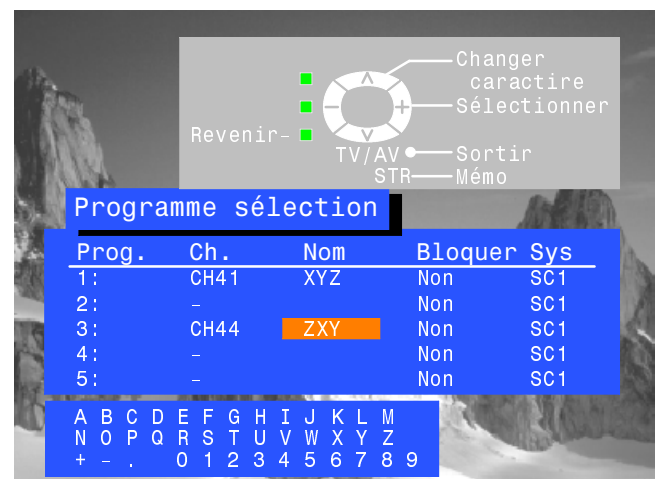 Changer
caractire
Sélectionner
Revenir-
TV/AV Sortir
STR Mémo
Programme sélection
Prog. Ch. Nom Bloquer Sys
1: CH41 XYZ Non SC1
2: - Non SC1
3: CH44 ZXY Non SC1
4: - Non SC1
5: - Non SC1
A B C D E F G H I J K L M
N O P Q R S T U V W X Y Z
+ - . 0 1 2 3 4 5 6 7 8 9